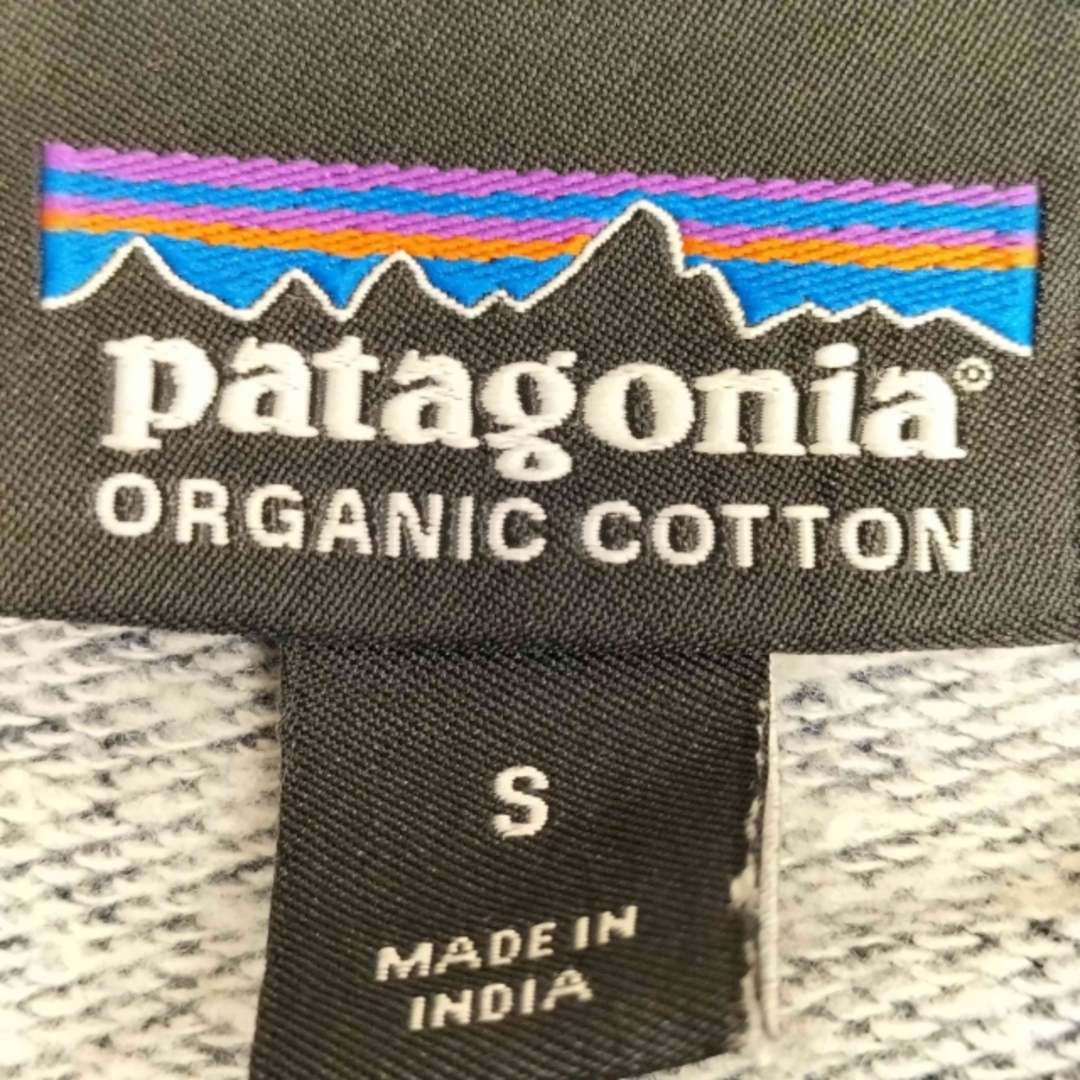 patagonia®
ORGANIC COTTON
S
MADE IN
INDIA